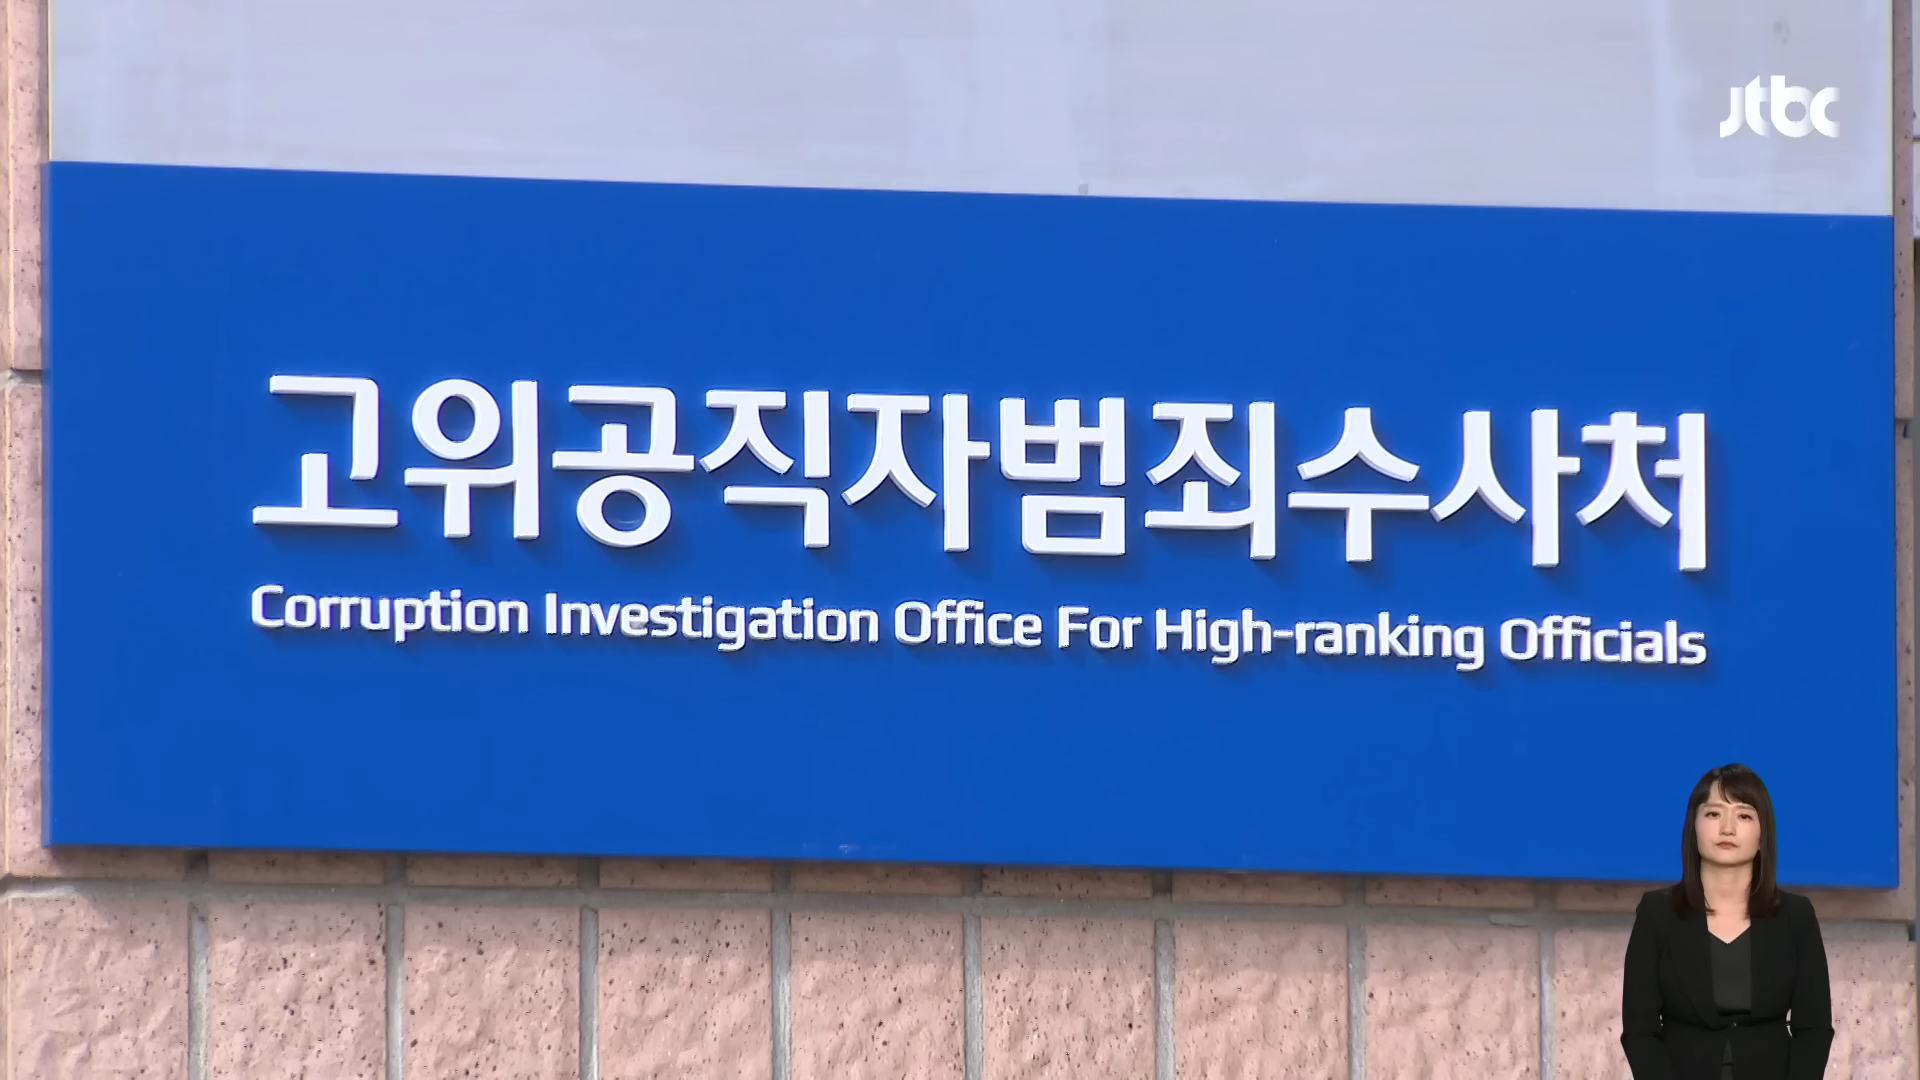 jtbc
고위공직자범죄수사처
Corruption Investigation Office For High-ranking Officials